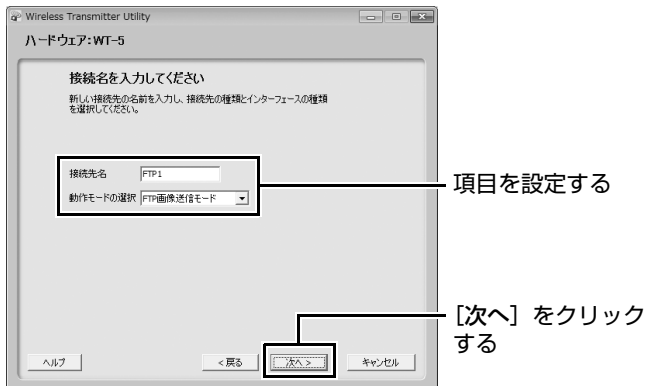 Wireless Transmitter Utility
ハードウェア:WT-5
接続名を入力してください
新しい接続先の名前を入力し、接続先の種類とインターフェースの種類
を選択してください。
接続先名 FTP1
動作モードの選択 FTP画像送信モード
項目を設定する
[次へ] をクリック
する
ヘルプ <戻る 次へ > キャンセル